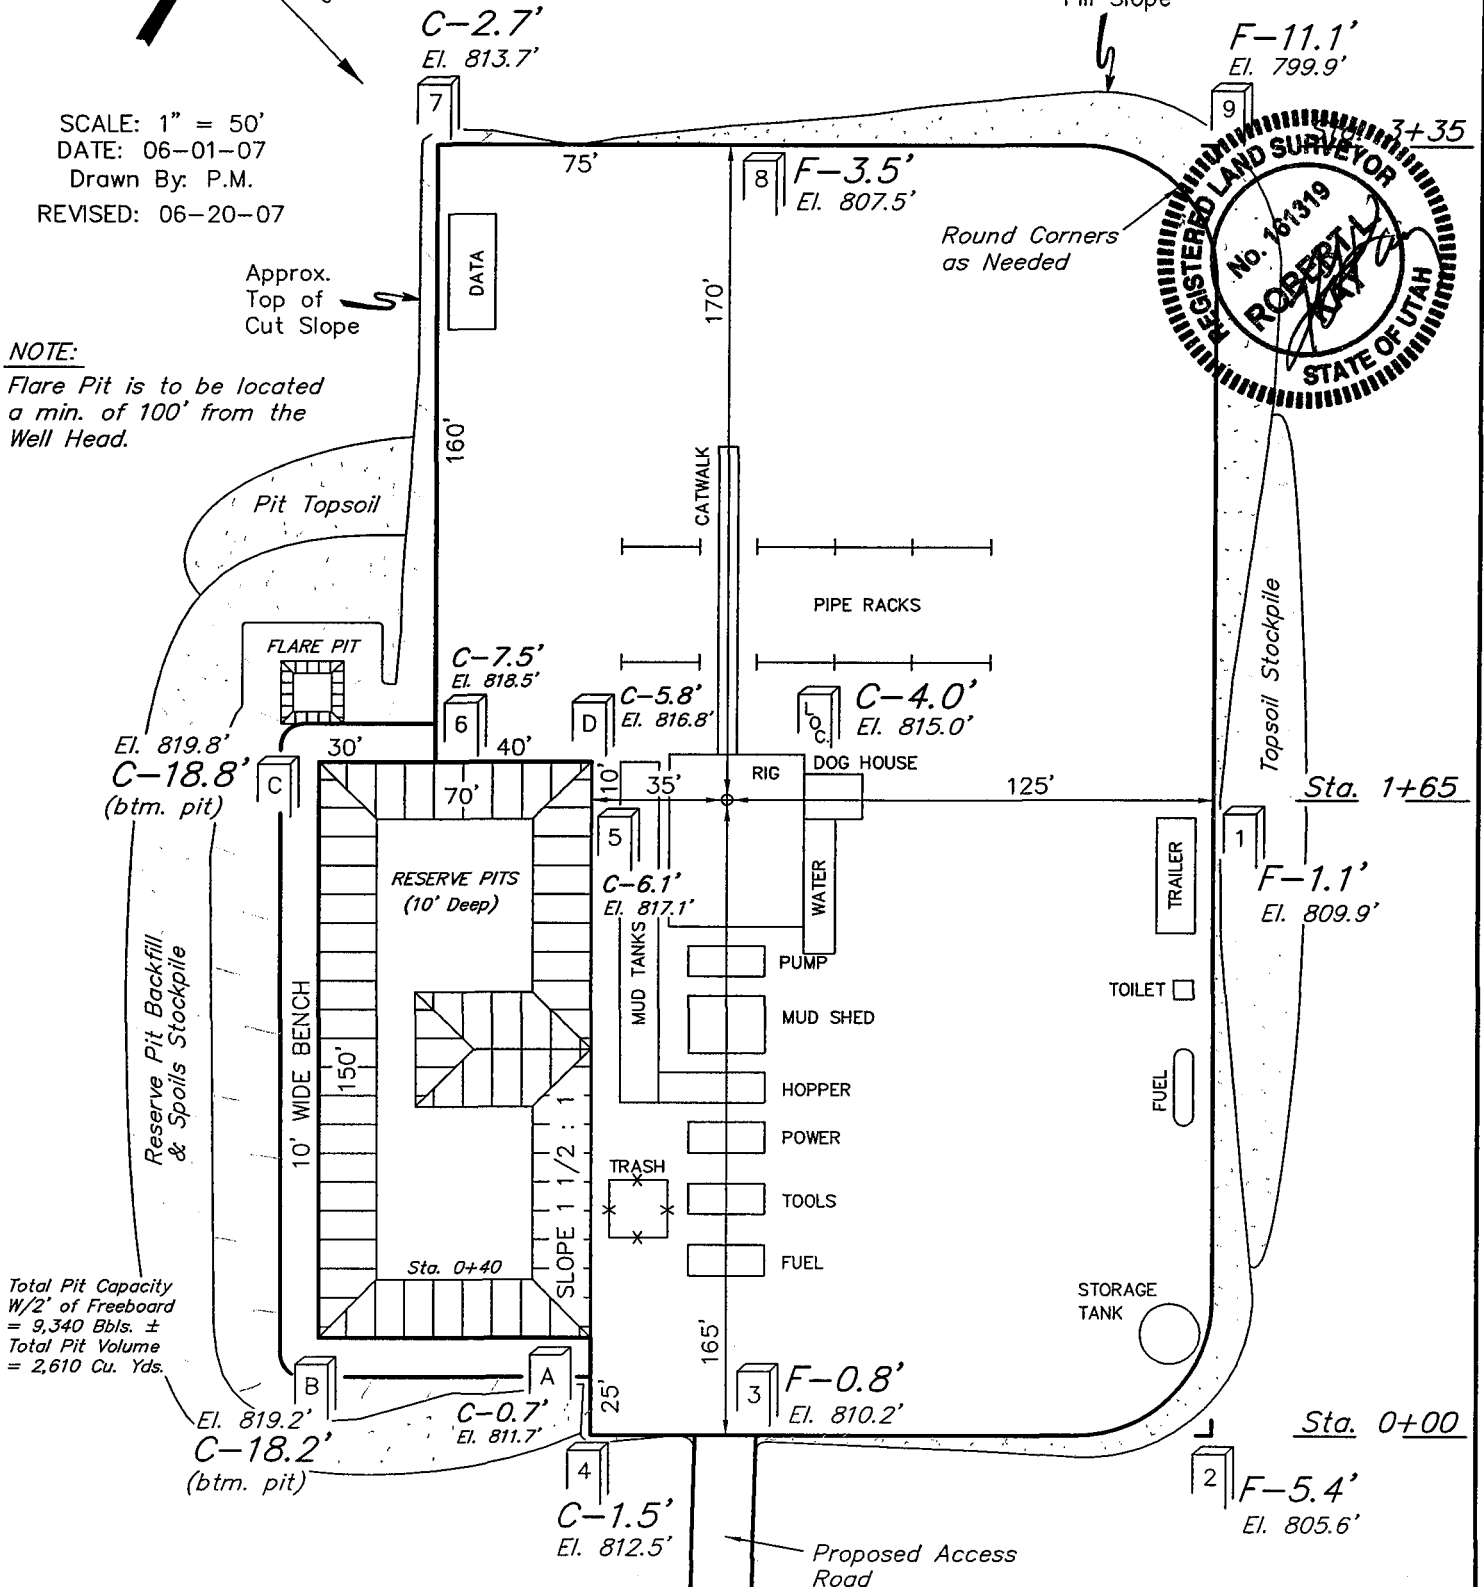 Fill Slope
C-2.7'
El. 813.7'
F-11.1'
El. 799.9'
7
9
SCALE: 1" = 50'
DATE: 06-01-07
Drawn By: P.M.
REVISED: 06-20-07
3+35
75'
8
F-3.5'
El. 807.5'
Round Corners
as Needed
REGISTERED LAND SURVEYOR
No. 161319
ROBERT L.
KAY
STATE OF UTAH
DATA
170'
Approx.
Top of
Cut Slope
NOTE:
Flare Pit is to be located
a min. of 100' from the
Well Head.
160'
CATWALK
Pit Topsoil
PIPE RACKS
Topsoil Stockpile
FLARE PIT
C-7.5'
El. 818.5'
6
D
C-5.8'
El. 816.8'
LOC.
C-4.0'
El. 815.0'
El. 819.8'
C-18.8'
(btm. pit)
C
30'
40'
70'
10'
35'
RIG
DOG HOUSE
125'
Sta. 1+65
5
C-6.1'
El. 817.1'
RESERVE PITS
(10' Deep)
WATER
TRAILER
1
F-1.1'
El. 809.9'
MUD TANKS
PUMP
TOILET
MUD SHED
HOPPER
FUEL
POWER
TRASH
TOOLS
FUEL
Reserve Pit Backfill
& Spoils Stockpile
10' WIDE BENCH
150'
SLOPE 1 1/2 : 1
Sta. 0+40
STORAGE
TANK
Total Pit Capacity
W/2' of Freeboard
= 9,340 Bbls. ±
Total Pit Volume
= 2,610 Cu. Yds.
165'
B
A
25'
3
F-0.8'
El. 810.2'
El. 819.2'
C-18.2'
(btm. pit)
C-0.7'
El. 811.7'
Sta. 0+00
4
C-1.5'
El. 812.5'
2
F-5.4'
El. 805.6'
Proposed Access
Road